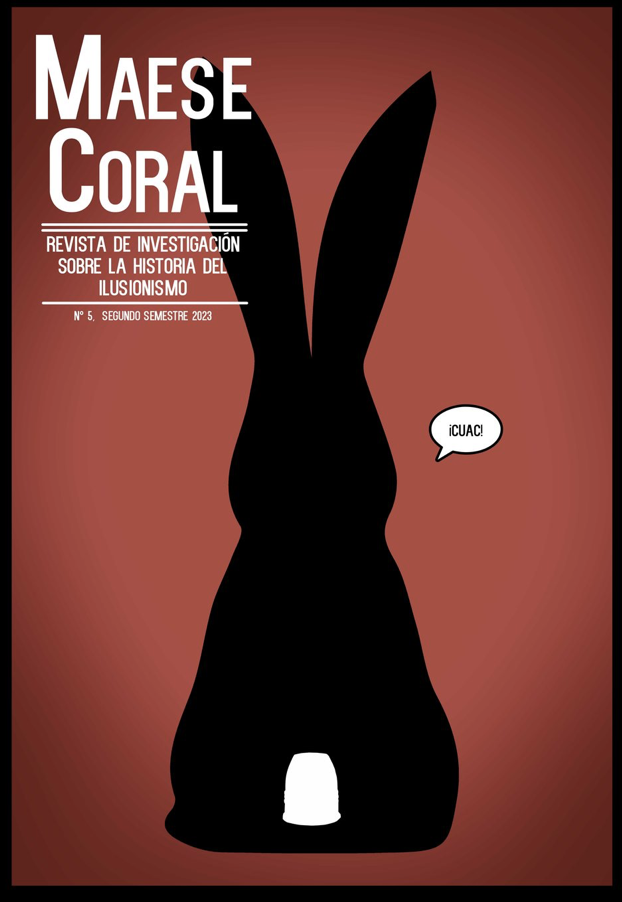 MAESE
CORAL
REVISTA DE INVESTIGACIÓN
SOBRE LA HISTORIA DEL
ILUSIONISMO
Nº 5, SEGUNDO SEMESTRE 2023
¡CUAC!